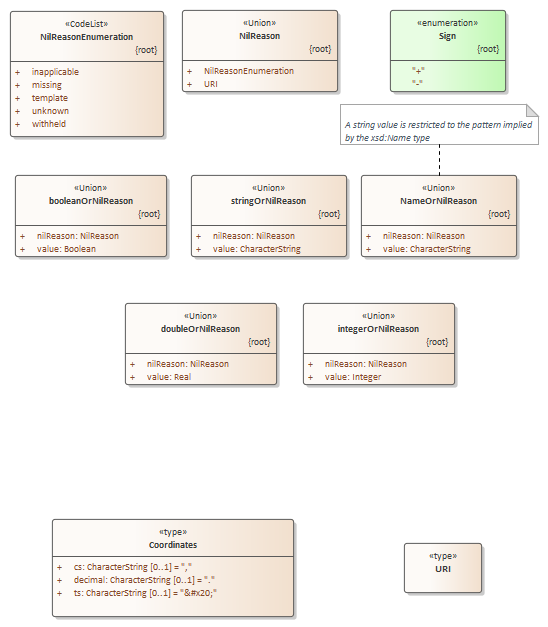 «CodeList»
NilReasonEnumeration
{root}
+ inapplicable
+ missing
+ template
+ unknown
+ withheld
«Union»
NilReason
{root}
+ NilReasonEnumeration
+ URI
«enumeration»
Sign
{root}
"+"
"-"
A string value is restricted to the pattern implied
by the xsd:Name type
«Union»
booleanOrNilReason
{root}
+ nilReason: NilReason
+ value: Boolean
«Union»
stringOrNilReason
{root}
+ nilReason: NilReason
+ value: CharacterString
«Union»
NameOrNilReason
{root}
+ nilReason: NilReason
+ value: CharacterString
«Union»
doubleOrNilReason
{root}
+ nilReason: NilReason
+ value: Real
«Union»
integerOrNilReason
{root}
+ nilReason: NilReason
+ value: Integer
«type»
Coordinates
+ cs: CharacterString [0..1] = ","
+ decimal: CharacterString [0..1] = "."
+ ts: CharacterString [0..1] = "&#x20;"
«type»
URI